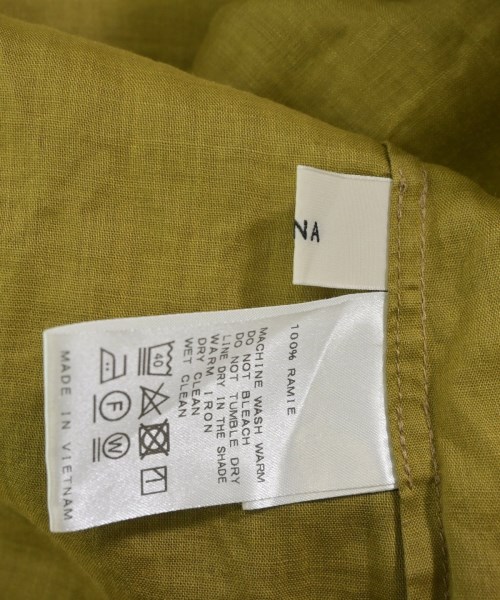 NA
100% RAMIE
MACHINE WASH WARM
DO NOT BLEACH
DO NOT TUMBLE DRY
LINE DRY IN THE SHADE
WARM IRON
DRY CLEAN
WET CLEAN
40
F W
MADE IN VIETNAM